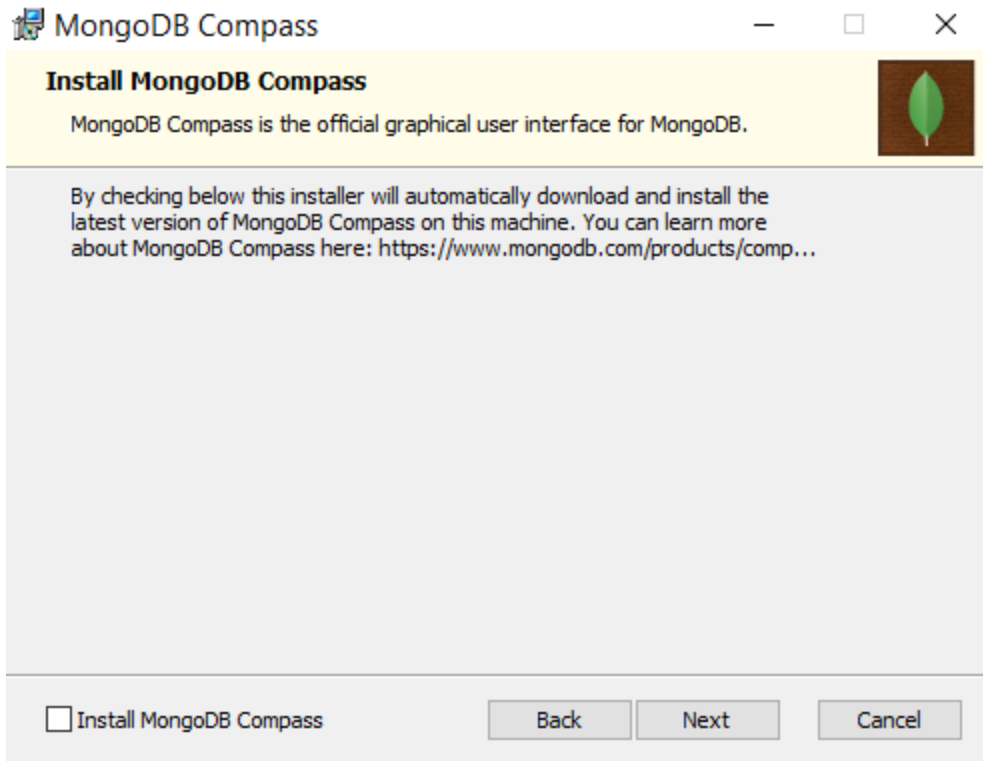 MongoDB Compass
Install MongoDB Compass
MongoDB Compass is the official graphical user interface for MongoDB.
By checking below this installer will automatically download and install the
latest version of MongoDB Compass on this machine. You can learn more
about MongoDB Compass here: https://www.mongodb.com/products/comp...
Install MongoDB Compass
Back
Next
Cancel